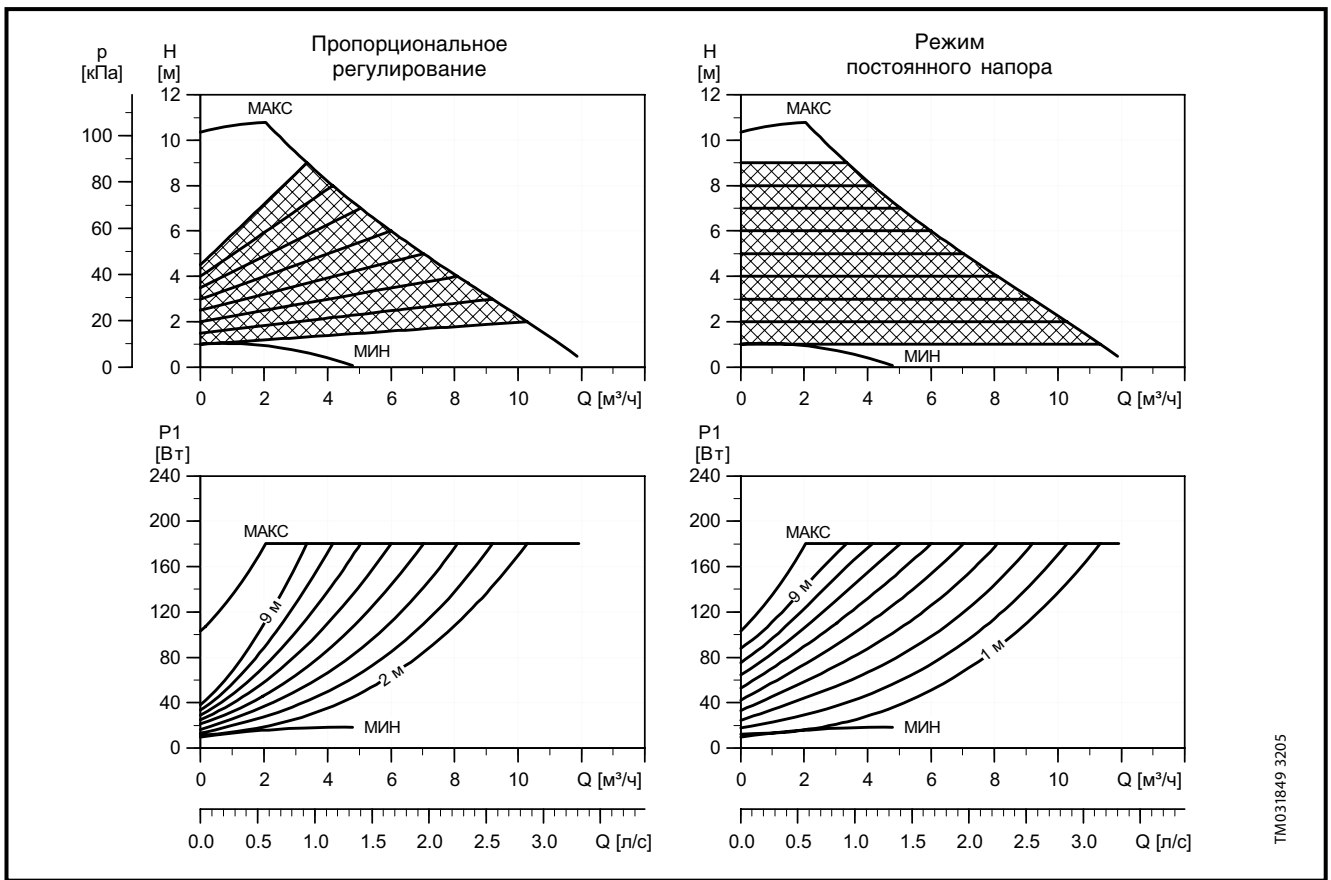 Пропорциональное
регулирование
p
[кПа]
H
[м]
12
10
8
6
4
2
0
100
80
60
40
20
0
МАКС
МИН
0 2 4 6 8 10 Q [м³/ч]
Режим
постоянного напора
H
[м]
12
10
8
6
4
2
0
МАКС
МИН
0 2 4 6 8 10 Q [м³/ч]
P1
[Вт]
240
200
160
120
80
40
0
МАКС
9 м
2 м
МИН
0 2 4 6 8 10 Q [м³/ч]
0.0 0.5 1.0 1.5 2.0 2.5 3.0 Q [л/с]
P1
[Вт]
240
200
160
120
80
40
0
МАКС
9 м
1 м
МИН
0 2 4 6 8 10 Q [м³/ч]
0.0 0.5 1.0 1.5 2.0 2.5 3.0 Q [л/с]
TM031849 3205